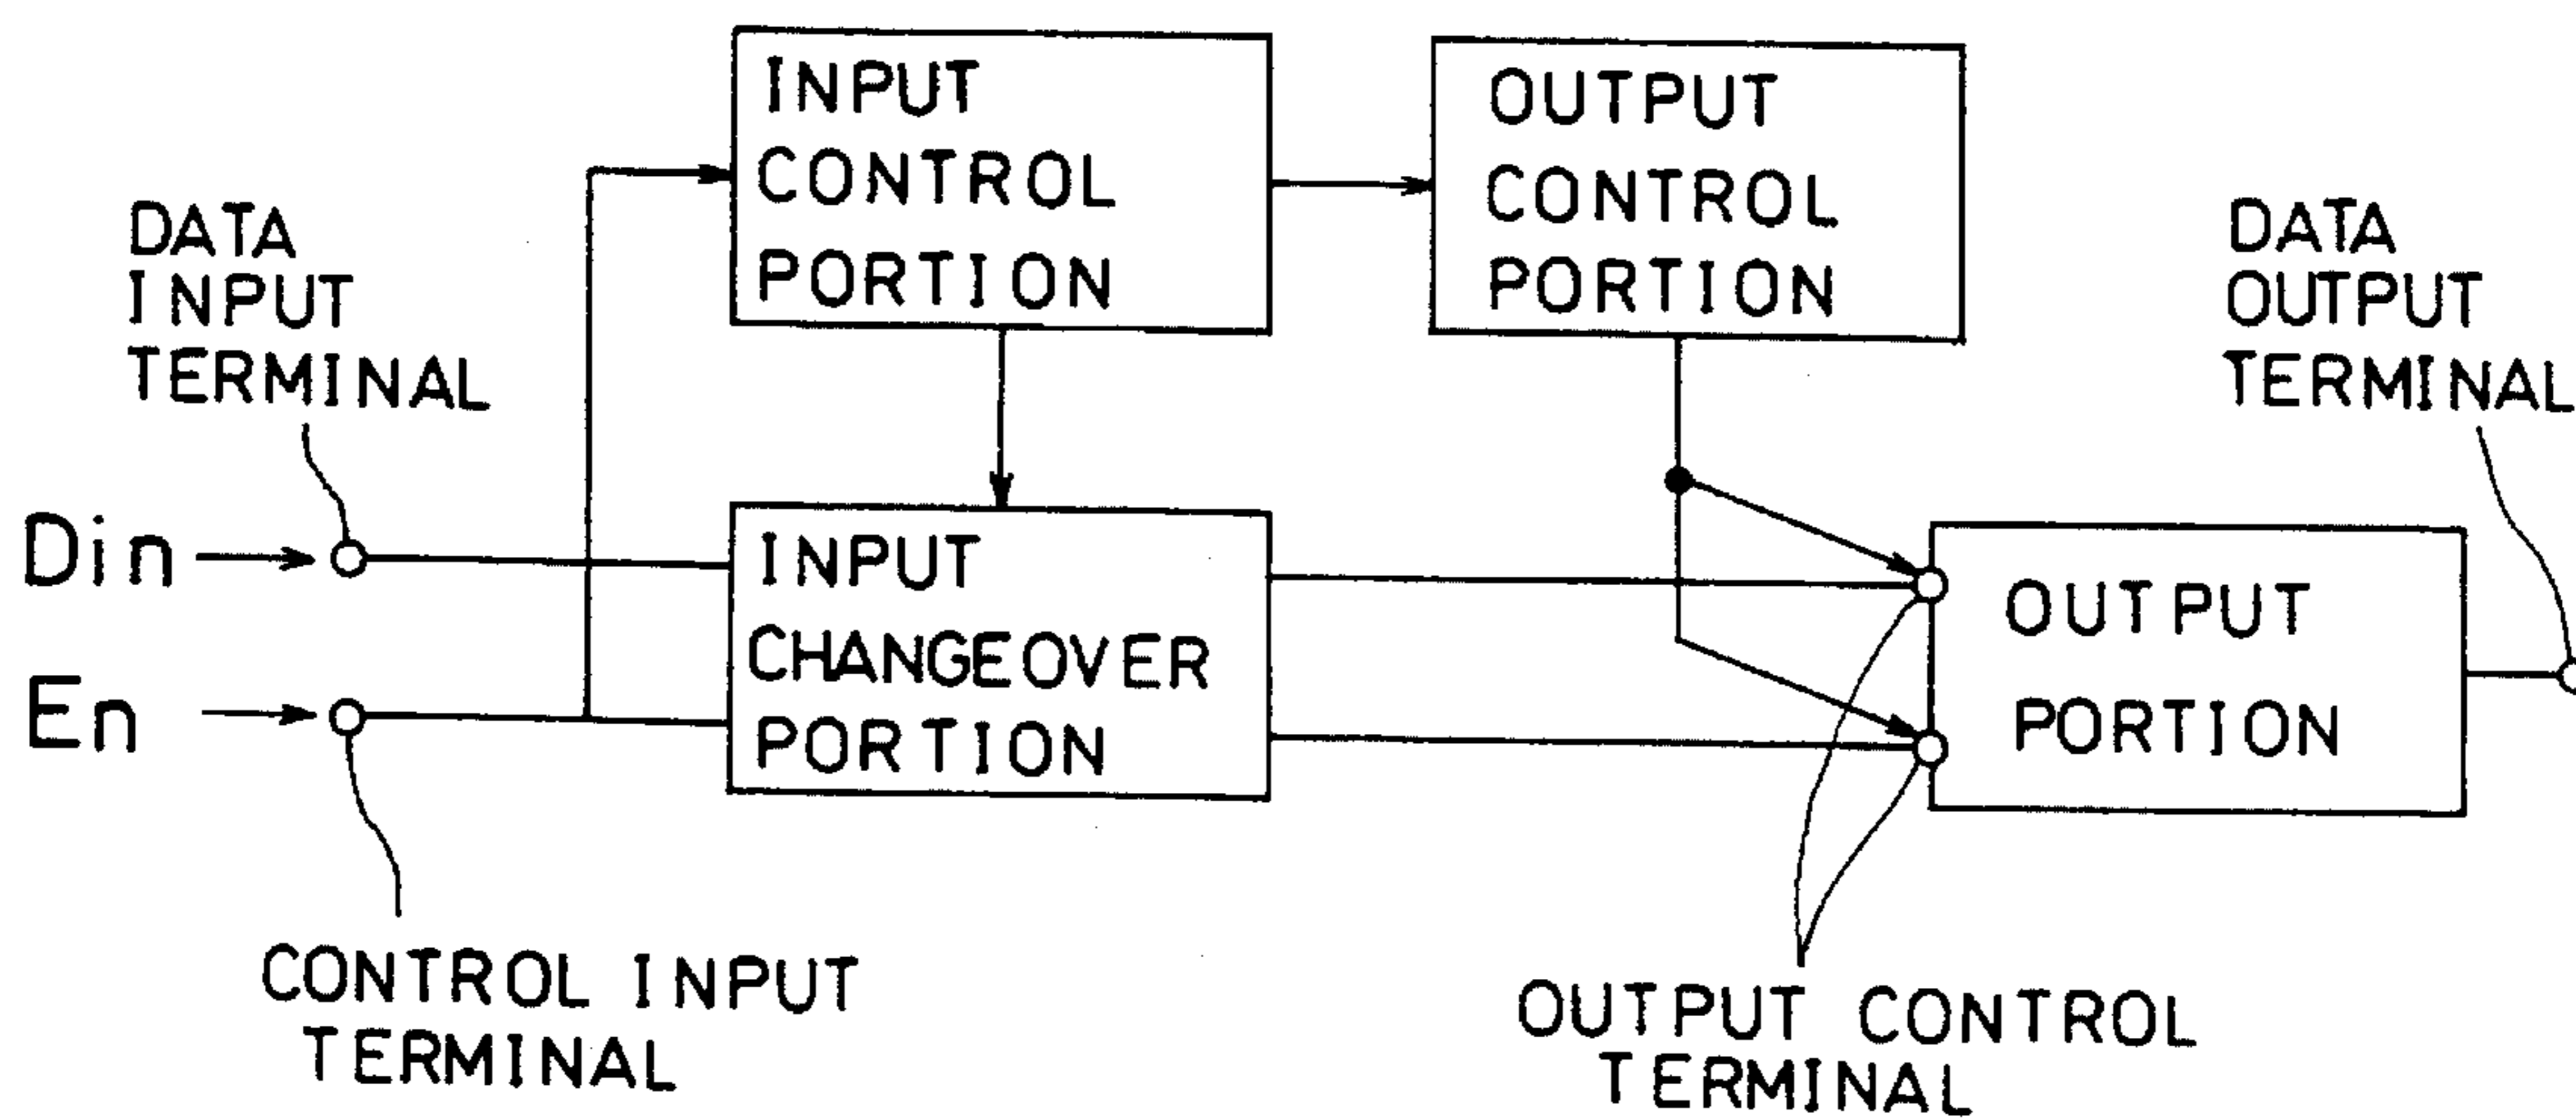 INPUT
CONTROL
PORTION
OUTPUT
CONTROL
PORTION
DATA
INPUT
TERMINAL
DATA
OUTPUT
TERMINAL
Din
En
INPUT
CHANGEOVER
PORTION
OUTPUT
PORTION
CONTROL INPUT
TERMINAL
OUTPUT CONTROL
TERMINAL